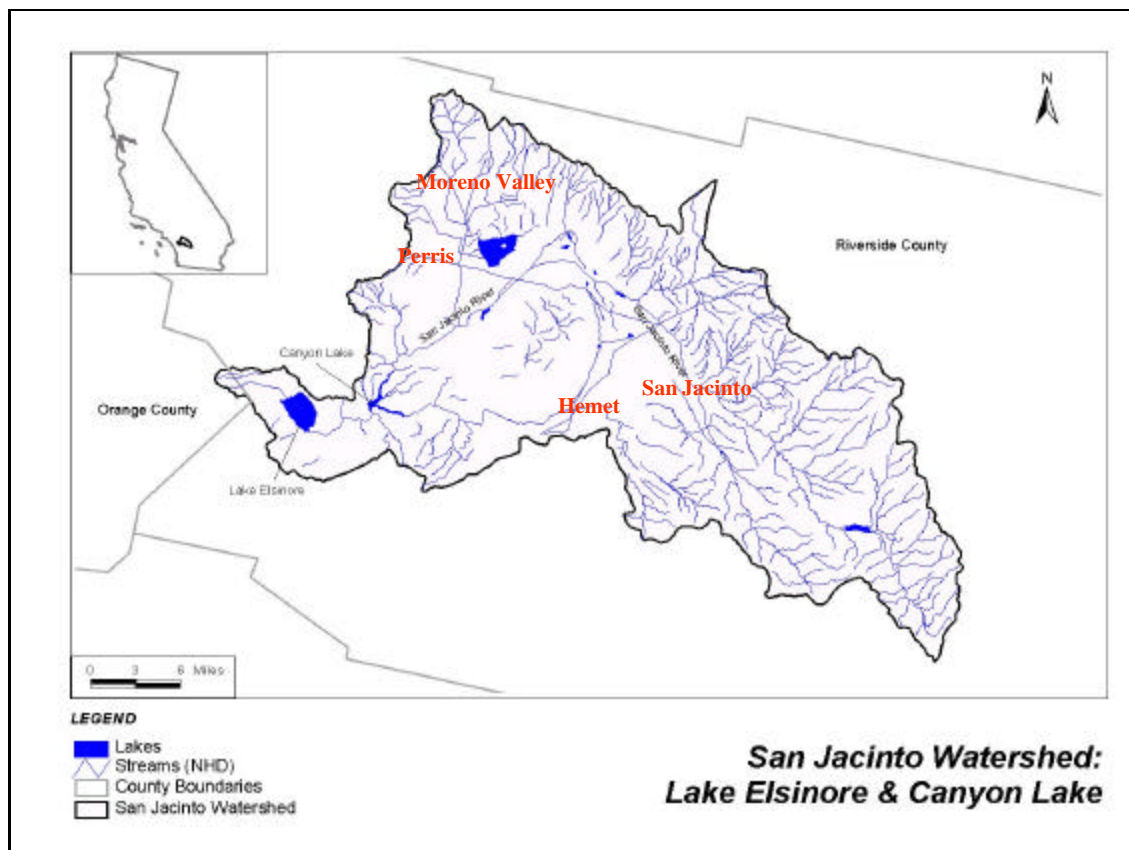 N
Moreno Valley
Riverside County
Perris
San Jacinto River
San Jacinto River
Canyon Lake
San Jacinto
Orange County
Hemet
Lake Elsinore
0 3 6 Miles
LEGEND
Lakes
Streams (NHD)
County Boundaries
San Jacinto Watershed
San Jacinto Watershed:
Lake Elsinore & Canyon Lake